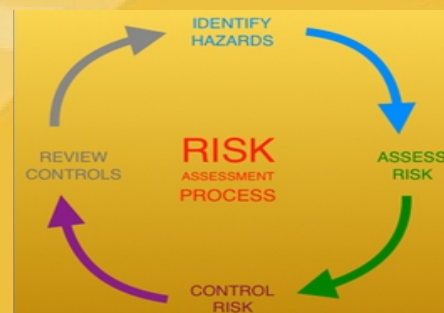 IDENTIFY
HAZARDS
ASSESS
RISK
CONTROL
RISK
REVIEW
CONTROLS
RISK
ASSESSMENT
PROCESS